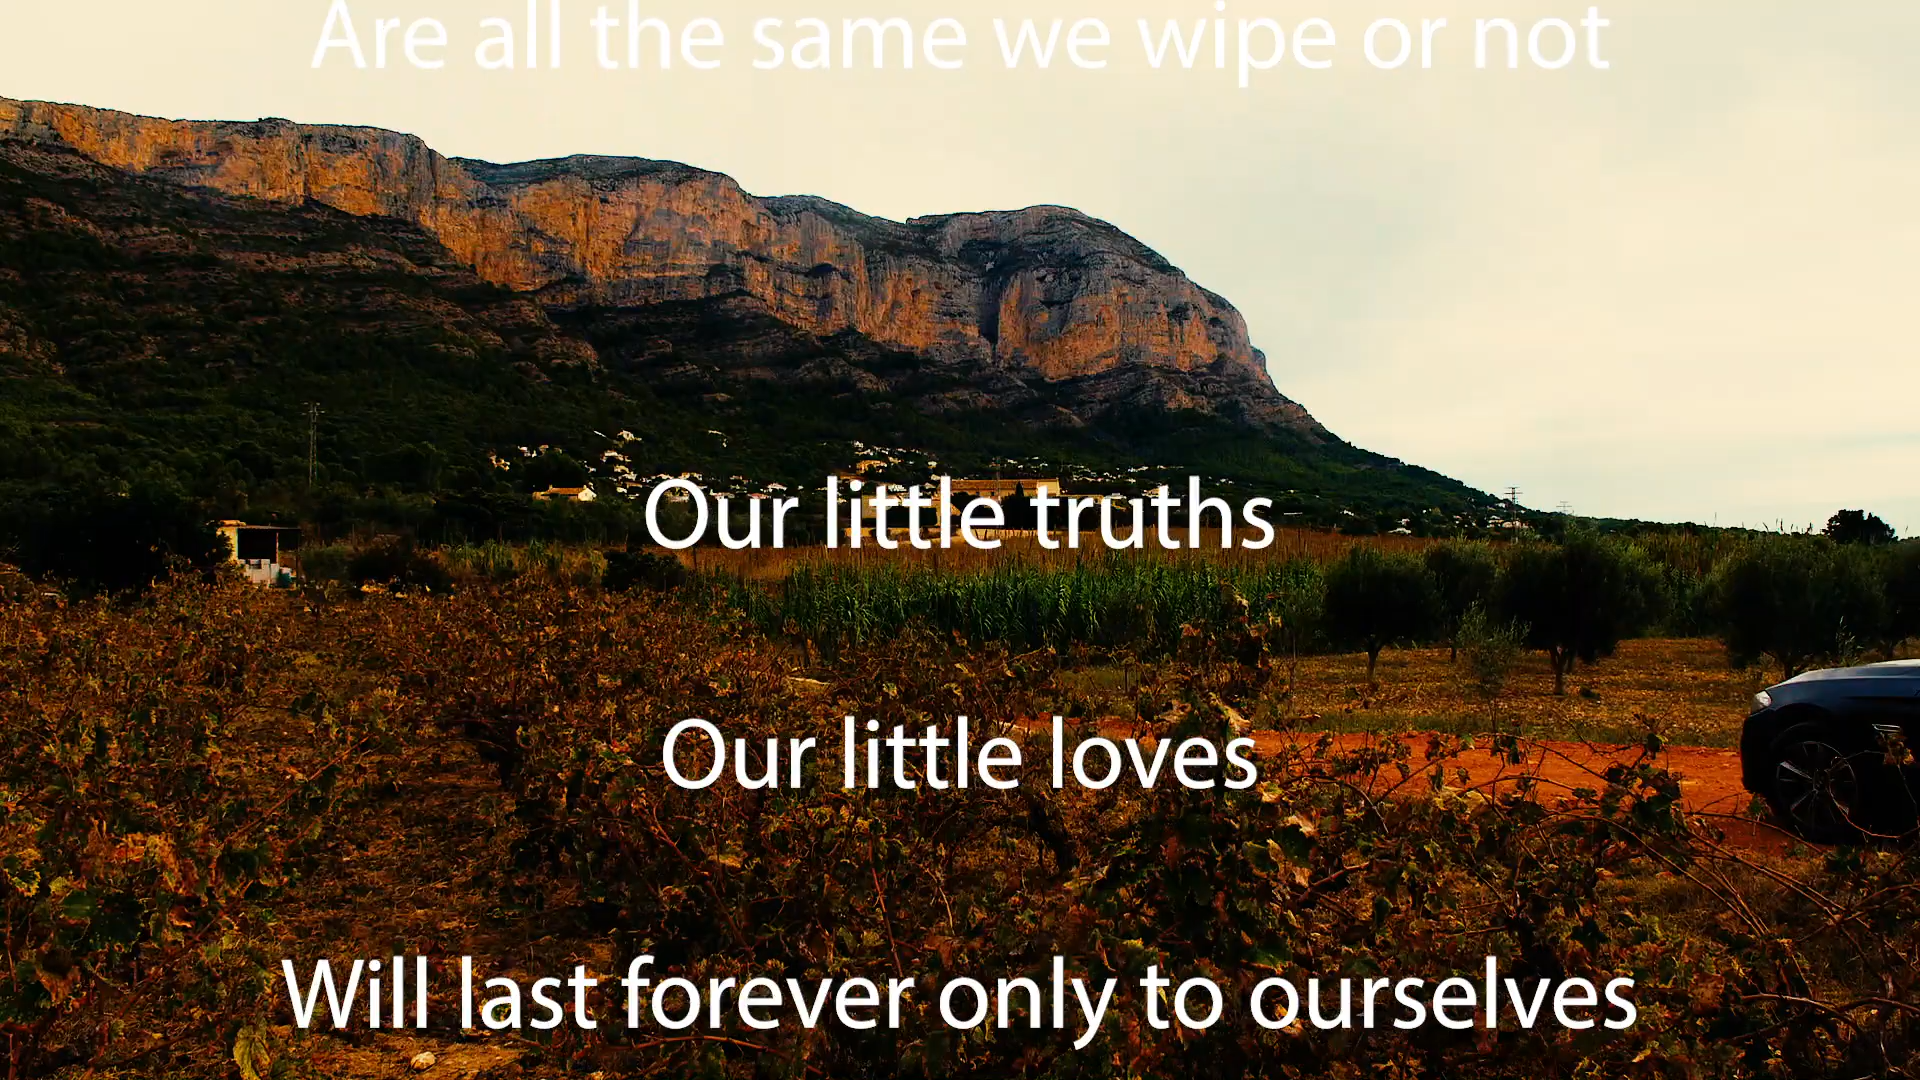 Are all the same we wipe or not
Our little truths
Our little loves
Will last forever only to ourselves